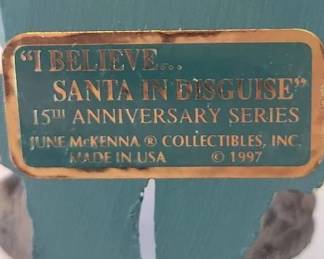 "I BELIEVE...
SANTA IN DISGUISE"
15TH ANNIVERSARY SERIES
JUNE MCKENNA ® COLLECTIBLES, INC.
MADE IN USA © 1997